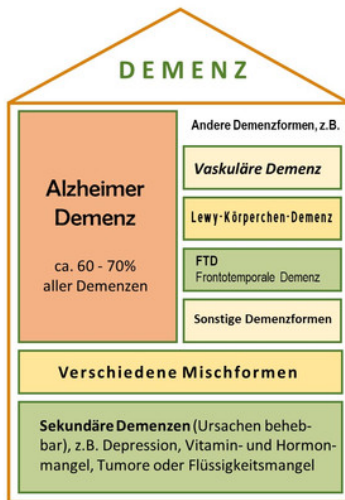 DEMENZ
Alzheimer
Demenz
ca. 60 - 70%
aller Demenzen
Andere Demenzformen, z.B.
Vaskuläre Demenz
Lewy-Körperchen-Demenz
FTD
Frontotemporale Demenz
Sonstige Demenzformen
Verschiedene Mischformen
Sekundäre Demenzen (Ursachen beheb-
bar), z.B. Depression, Vitamin- und Hormon-
mangel, Tumore oder Flüssigkeitsmangel